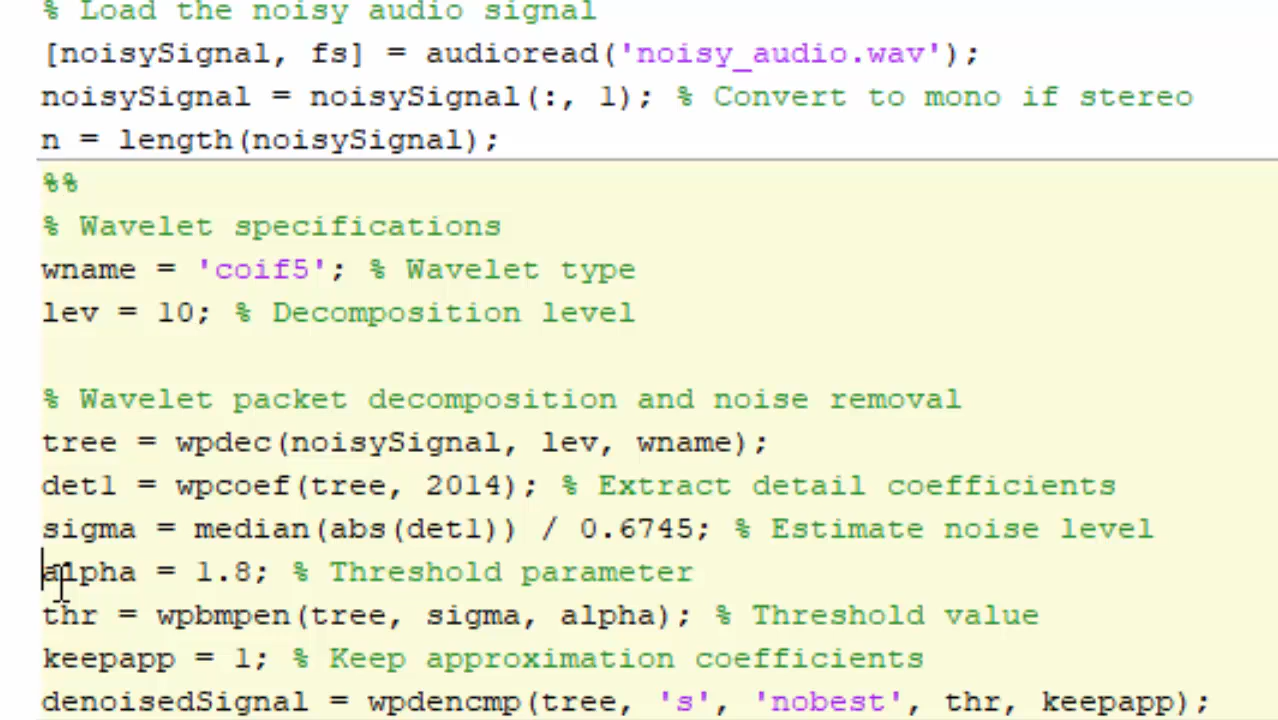 % Load the noisy audio signal
[noisySignal, fs] = audioread('noisy_audio.wav');
noisySignal = noisySignal(:, 1); % Convert to mono if stereo
n = length(noisySignal);
%%
% Wavelet specifications
wname = 'coif5'; % Wavelet type
lev = 10; % Decomposition level
% Wavelet packet decomposition and noise removal
tree = wpdec(noisySignal, lev, wname);
det1 = wpcoef(tree, 2014); % Extract detail coefficients
sigma = median(abs(det1)) / 0.6745; % Estimate noise level
alpha = 1.8; % Threshold parameter
thr = wpbmpen(tree, sigma, alpha); % Threshold value
keepapp = 1; % Keep approximation coefficients
denoisedSignal = wpdencmp(tree, 's', 'nobest', thr, keepapp);